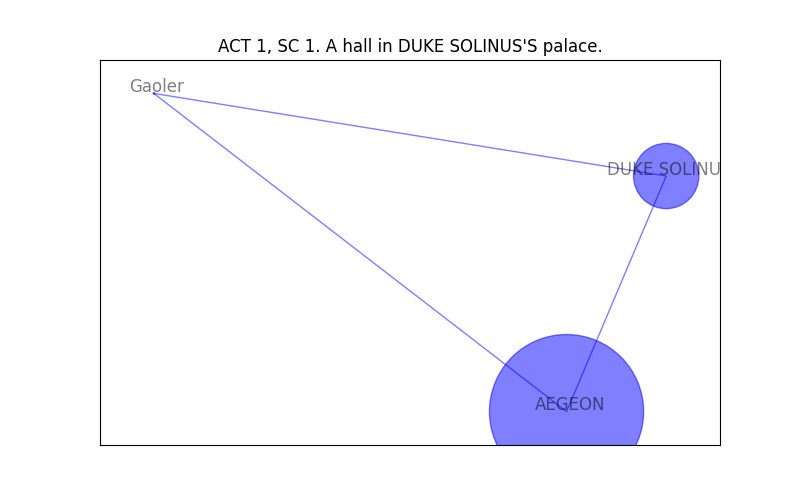 ACT 1, SC 1. A hall in DUKE SOLINUS'S palace.
Gaoler
DUKE SOLINU
AEGEON